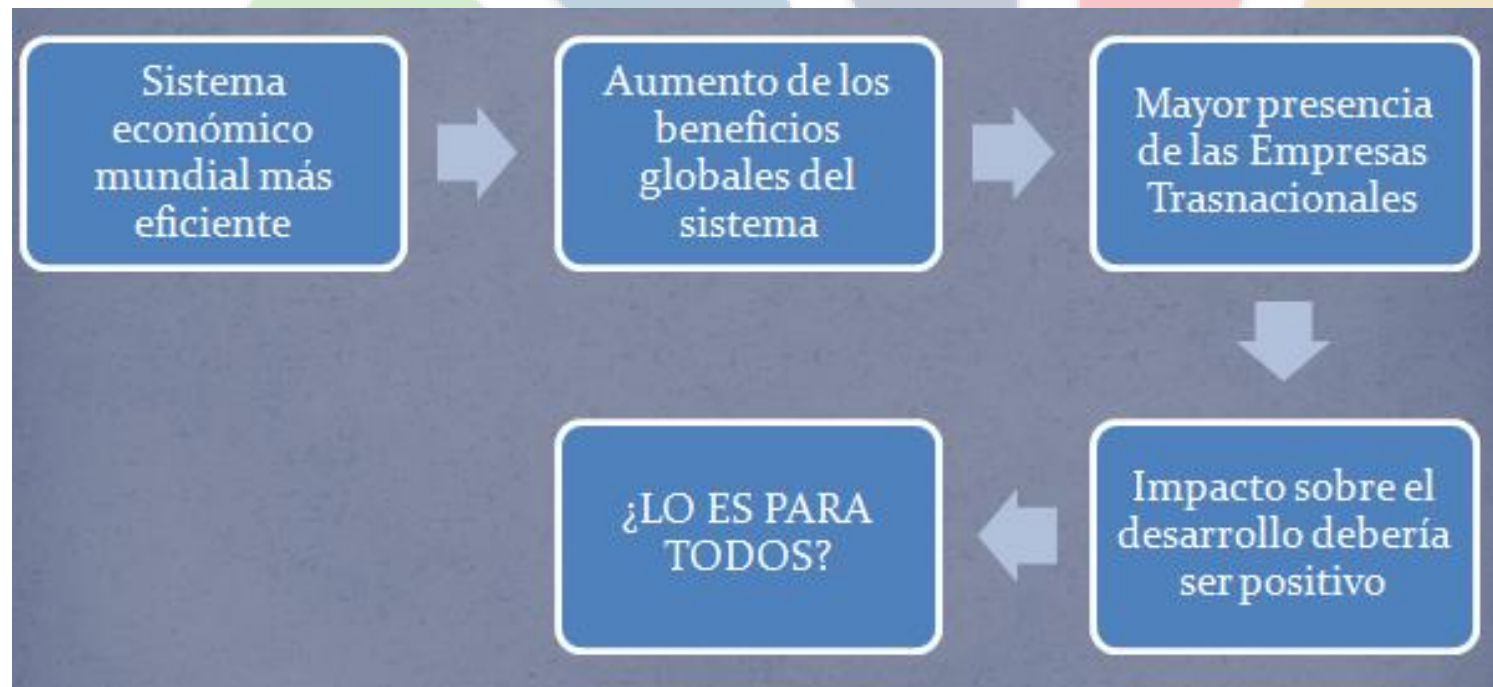 Sistema
económico
mundial más
eficiente
Aumento de los
beneficios
globales del
sistema
Mayor presencia
de las Empresas
Trasnacionales
Impacto sobre el
desarrollo debería
ser positivo
¿LO ES PARA
TODOS?